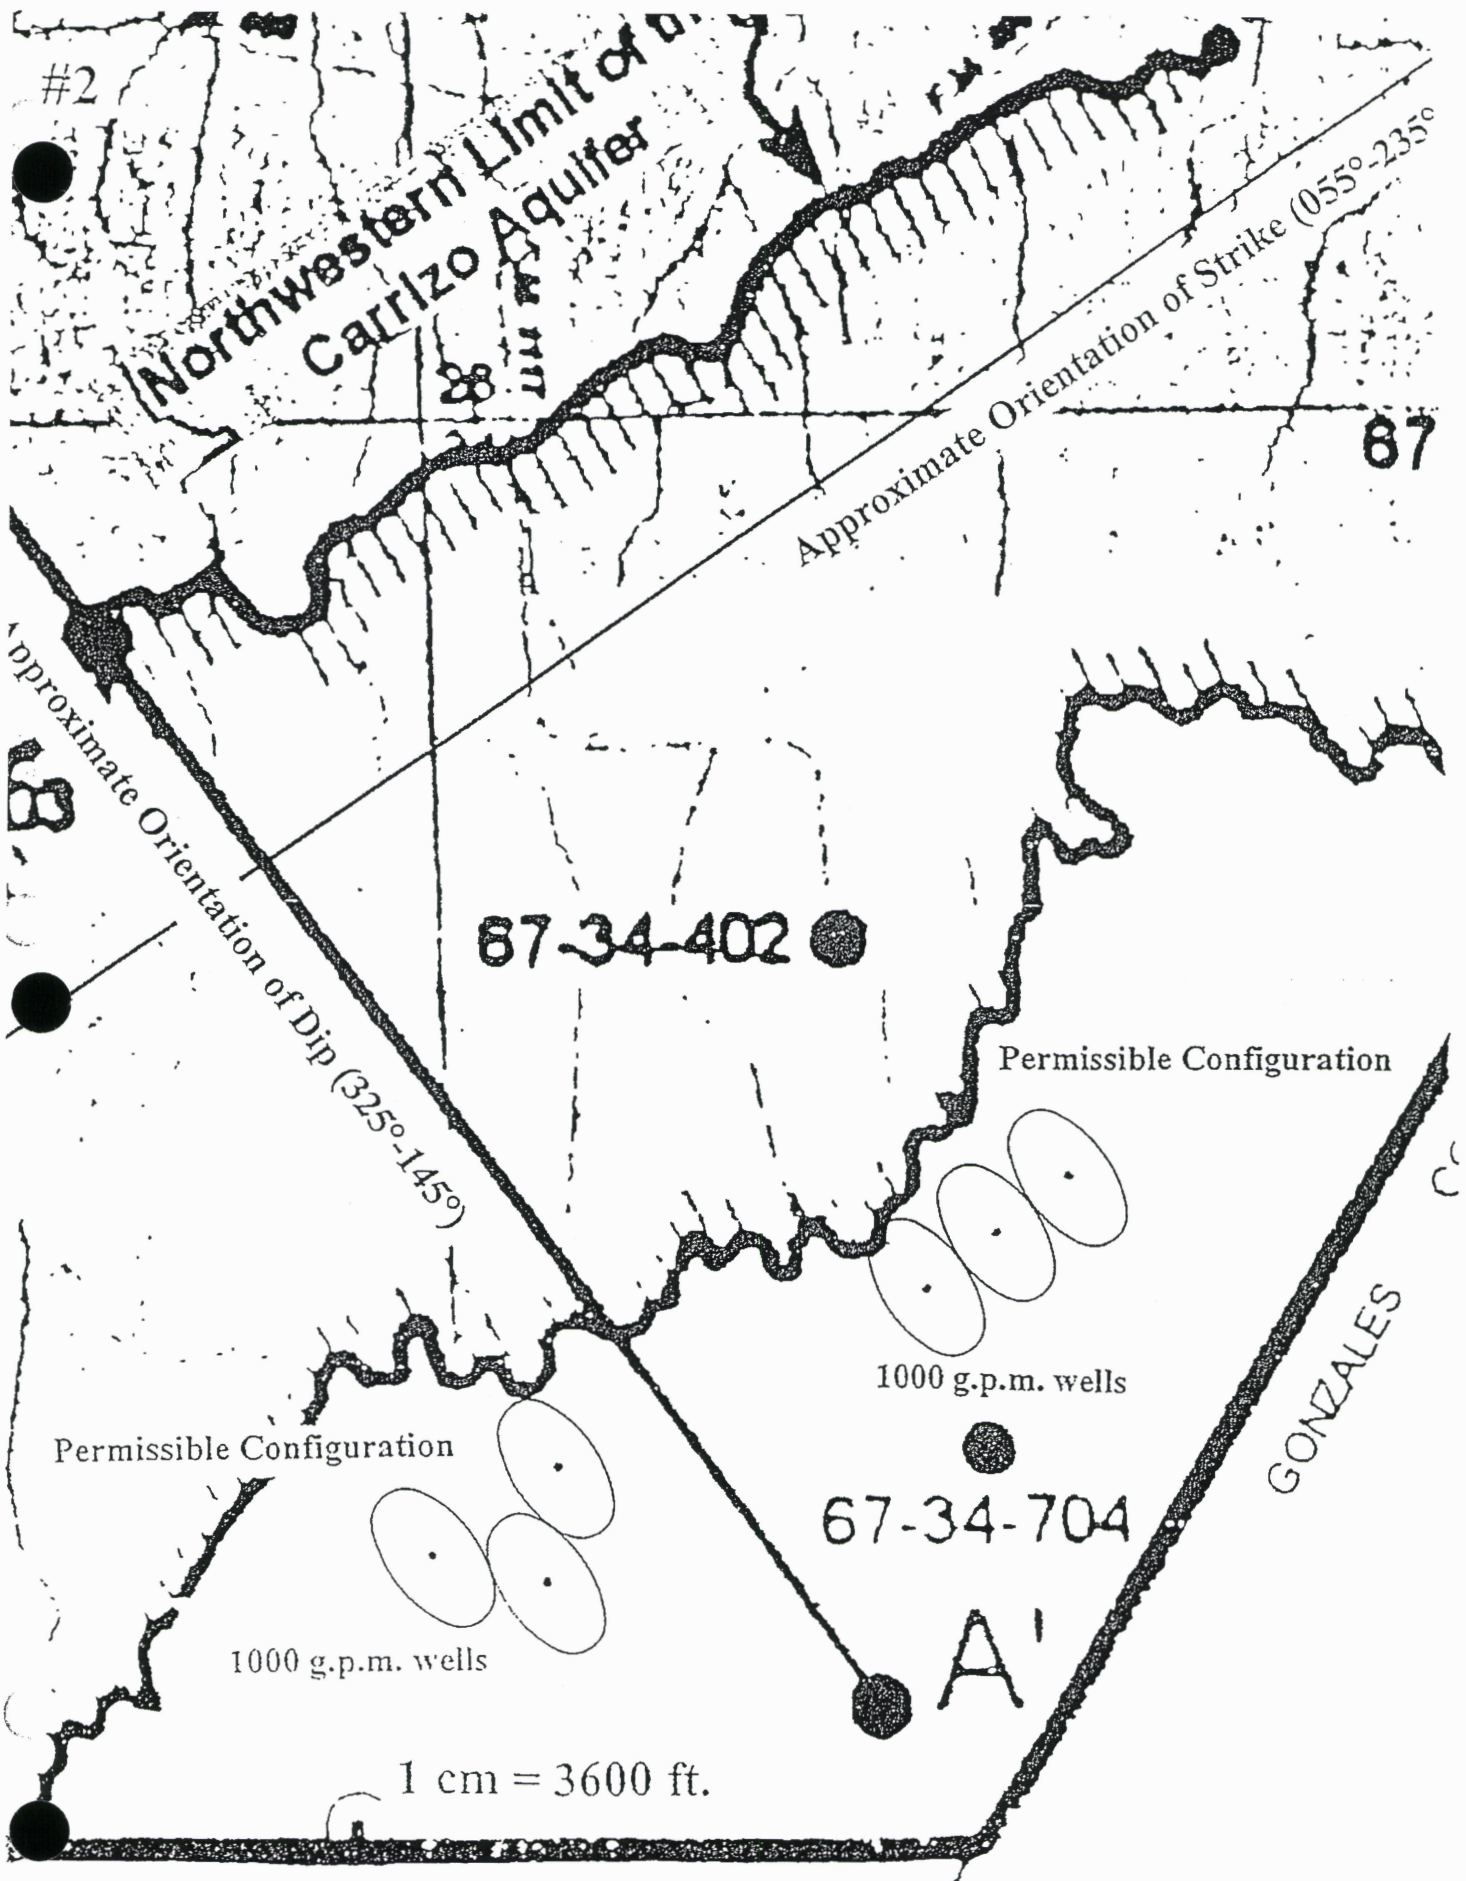 #2
Northwestern Limit of
Carrizo Aquifer
28
67
Approximate Orientation of Strike (055°-235°
pproximate Orientation of Dip (325°-145°)
67-34-402
Permissible Configuration
1000 g.p.m. wells
67-34-704
GONZALES
Permissible Configuration
1000 g.p.m. wells
A'
1 cm = 3600 ft.